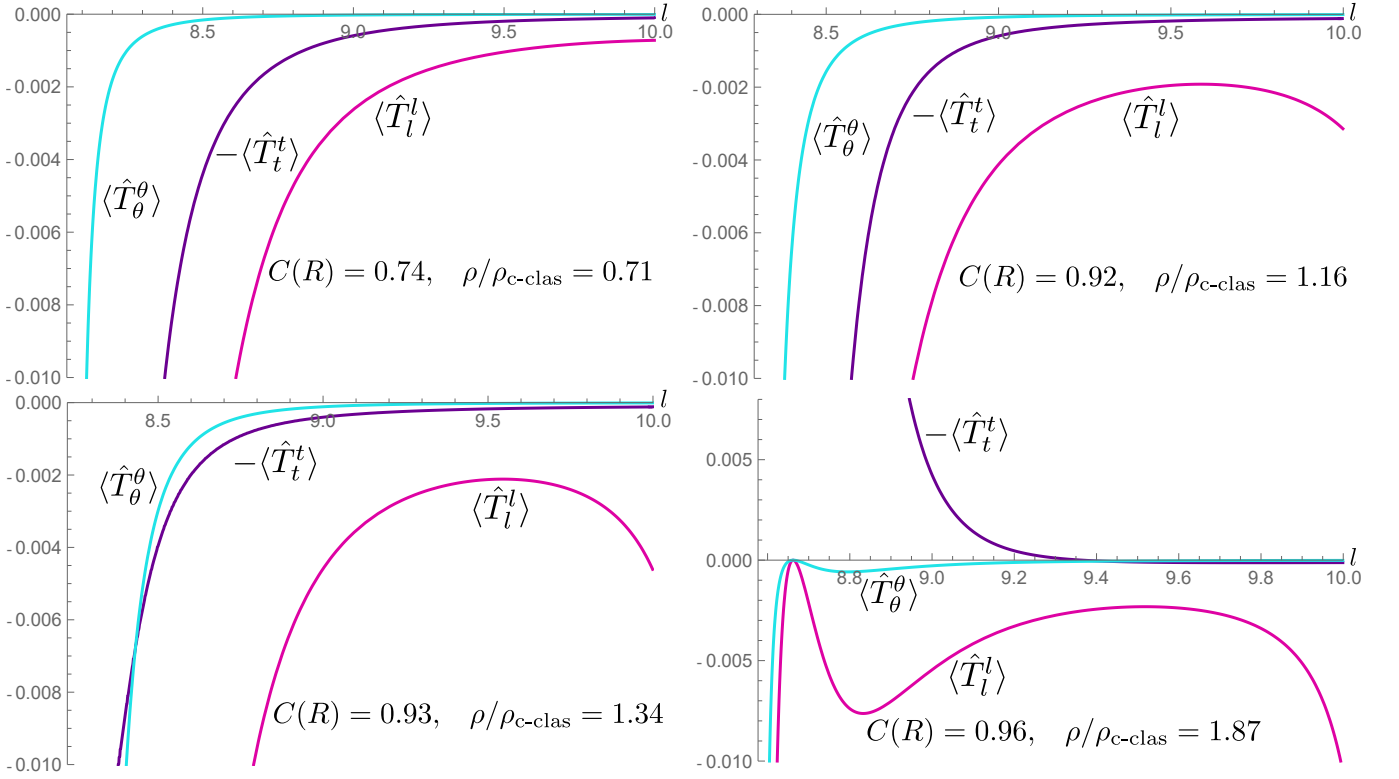 0.000
-0.002
-0.004
-0.006
-0.008
-0.010
8.5 9.0 9.5 10.0 l
⟨T̂^θ_θ⟩
−⟨T̂^t_t⟩
⟨T̂^l_l⟩
C(R) = 0.74, ρ/ρ_c-clas = 0.71
0.000
-0.002
-0.004
-0.006
-0.008
-0.010
8.5 9.0 9.5 10.0 l
⟨T̂^θ_θ⟩
−⟨T̂^t_t⟩
⟨T̂^l_l⟩
C(R) = 0.92, ρ/ρ_c-clas = 1.16
0.000
-0.002
-0.004
-0.006
-0.008
-0.010
8.5 9.0 9.5 10.0 l
⟨T̂^θ_θ⟩
−⟨T̂^t_t⟩
⟨T̂^l_l⟩
C(R) = 0.93, ρ/ρ_c-clas = 1.34
0.005
0.000
-0.005
-0.010
8.8 9.0 9.2 9.4 9.6 9.8 10.0 l
−⟨T̂^t_t⟩
⟨T̂^θ_θ⟩
⟨T̂^l_l⟩
C(R) = 0.96, ρ/ρ_c-clas = 1.87